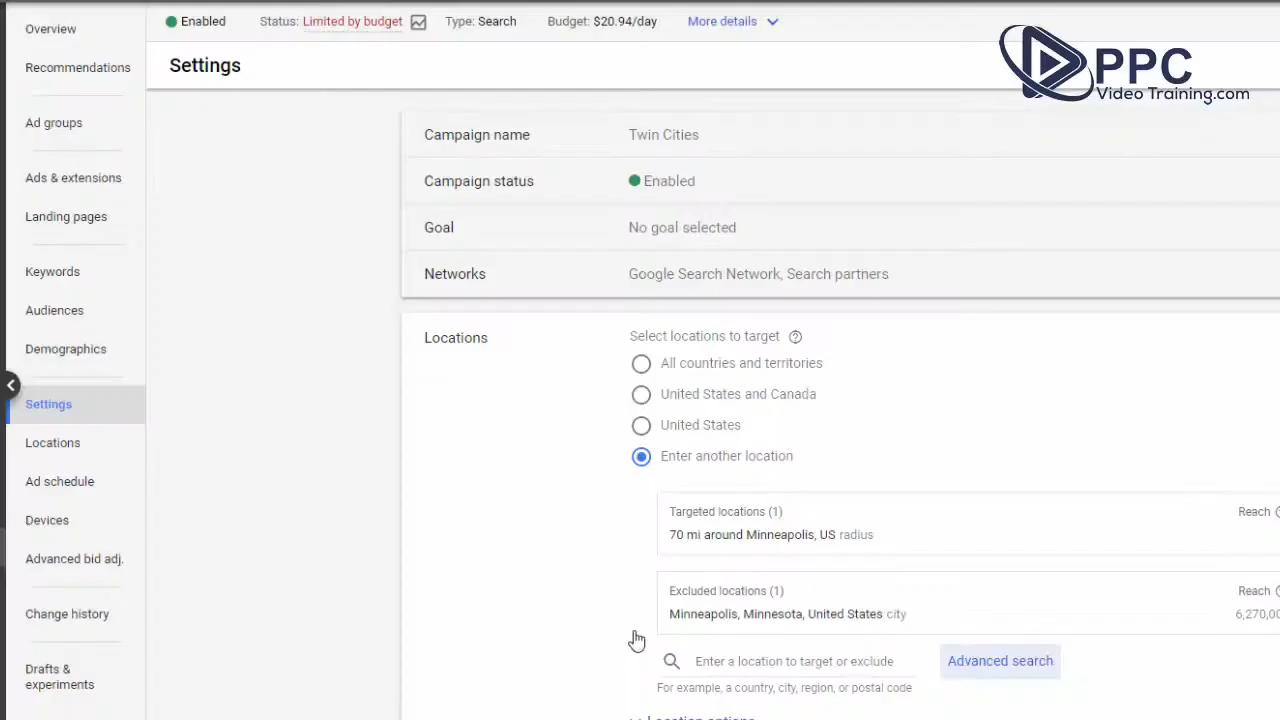 Overview
Recommendations
Ad groups
Ads & extensions
Landing pages
Keywords
Audiences
Demographics
Settings
Locations
Ad schedule
Devices
Advanced bid adj.
Change history
Drafts &
experiments
Enabled Status: Limited by budget Type: Search Budget: $20.94/day More details
Settings
PPC
Video Training.com
Campaign name Twin Cities
Campaign status Enabled
Goal No goal selected
Networks Google Search Network, Search partners
Locations Select locations to target
All countries and territories
United States and Canada
United States
Enter another location
Targeted locations (1) Reach
70 mi around Minneapolis, US radius
Excluded locations (1) Reach
Minneapolis, Minnesota, United States city
Enter a location to target or exclude Advanced search
For example, a country, city, region, or postal code
Location options